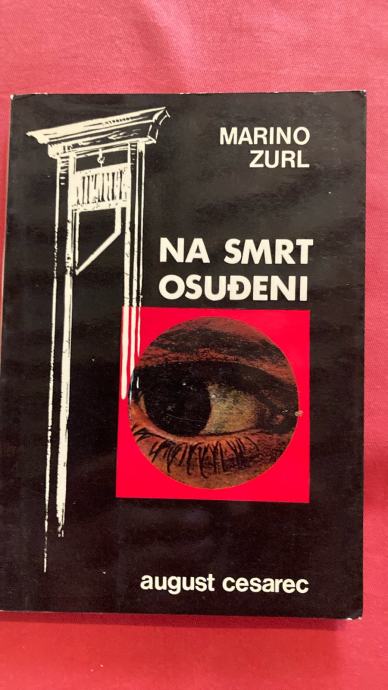 MARINO
ZURL
NA SMRT
OSUĐENI
august cesarec